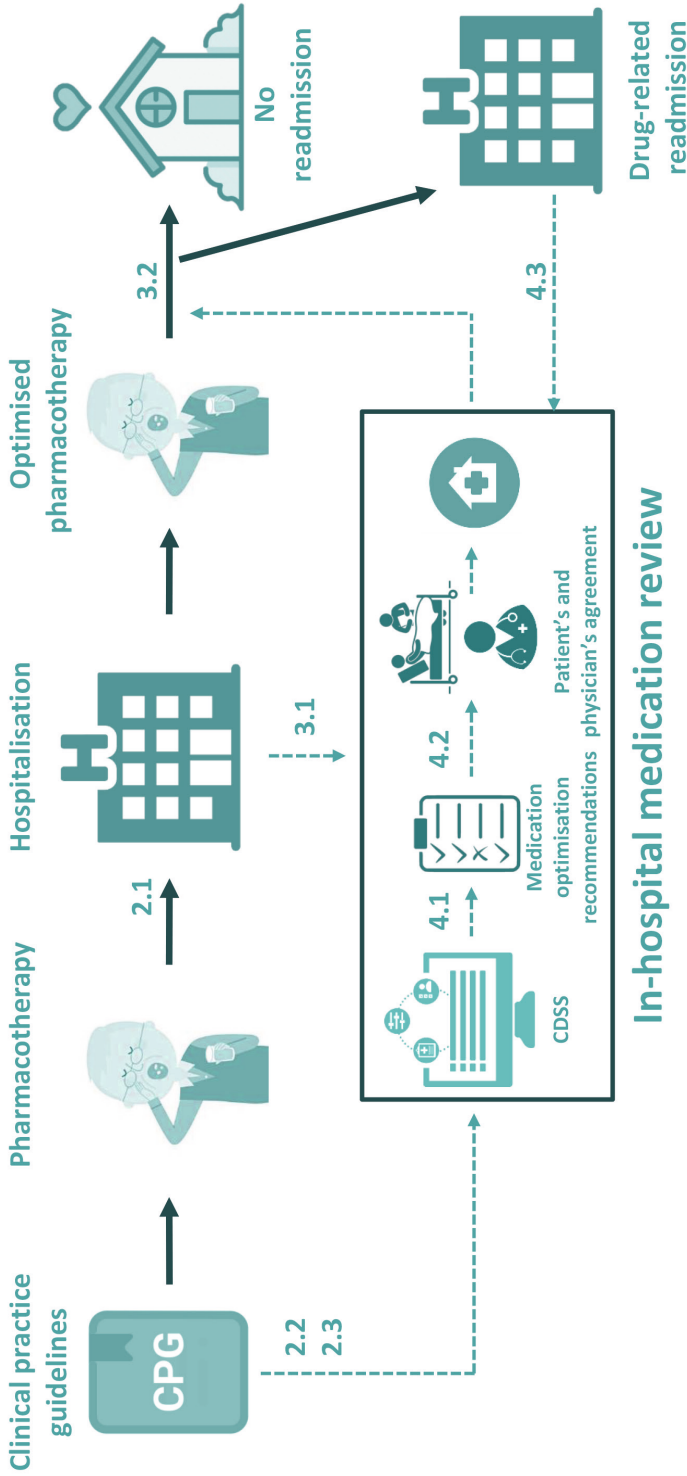 Clinical practice
guidelines
CPG
Pharmacotherapy
2.1
Hospitalisation
H
Optimised
pharmacotherapy
3.2
No
readmission
2.2
2.3
3.1
4.3
H
Drug-related
readmission
CDSS
4.1
Medication
optimisation
recommendations
4.2
Patient's and
physician's agreement
In-hospital medication review